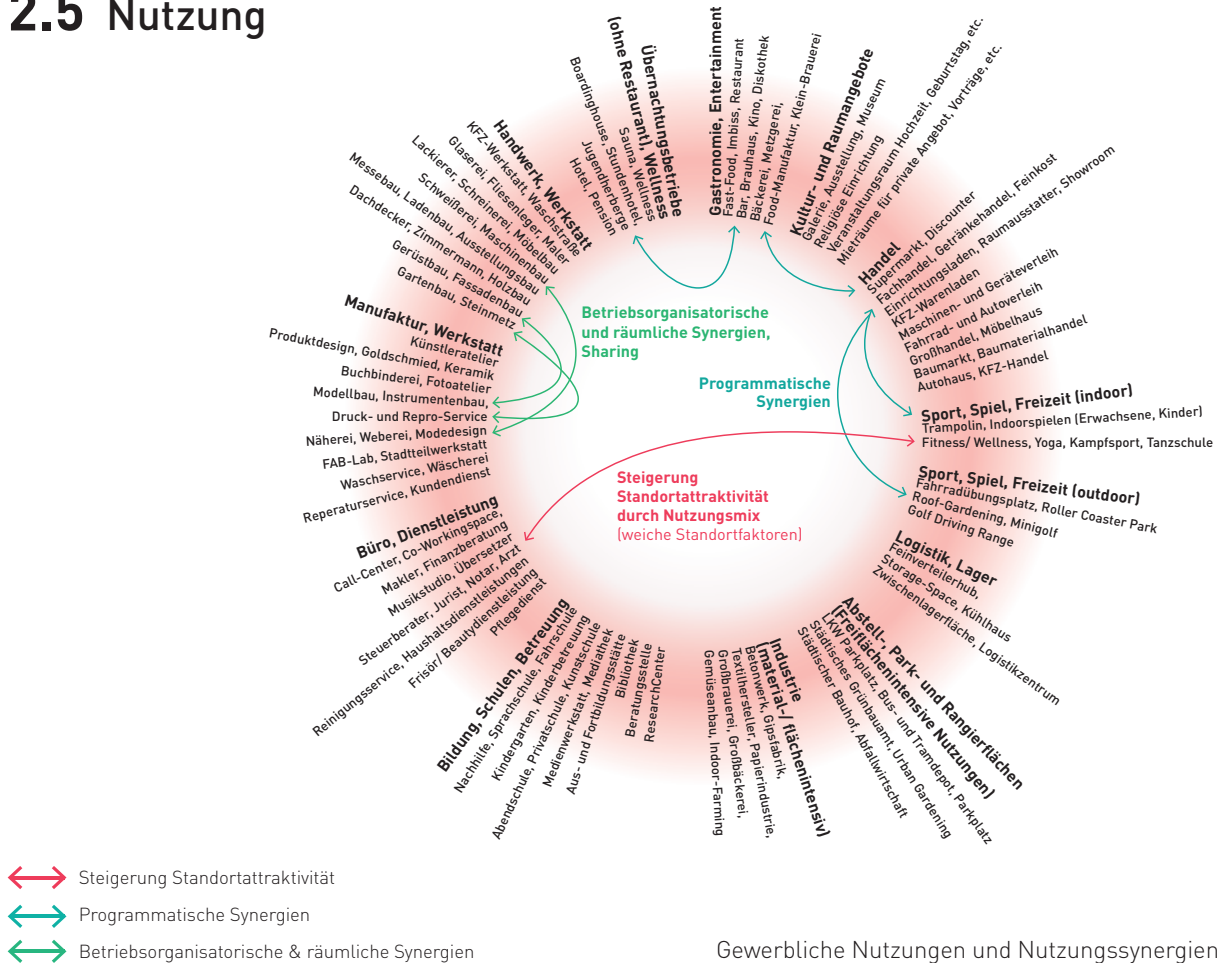 2.5 Nutzung
Übernachtungsbetriebe
(ohne Restaurant), Wellness
Sauna, Wellness
Boardinghouse, Stundenhotel,
Jugendherberge
Hotel, Pension
Gastronomie, Entertainment
Fast-Food, Imbiss, Restaurant
Bar, Brauhaus, Kino, Diskothek
Bäckerei, Metzgerei,
Food-Manufaktur, Klein-Brauerei
Kultur- und Raumangebote
Galerie, Ausstellung, Museum
Religiöse Einrichtung
Veranstaltungsraum Hochzeit, Geburtstag, etc.
Mieträume für private Angebot, Vorträge, etc.
Handel
Supermarkt, Discounter
Fachhandel, Getränkehandel, Feinkost
Einrichtungsladen, Raumausstatter, Showroom
KFZ-Warenladen
Maschinen- und Geräteverleih
Fahrrad- und Autoverleih
Großhandel, Möbelhaus
Baumarkt, Baumaterialhandel
Autohaus, KFZ-Handel
Sport, Spiel, Freizeit (indoor)
Trampolin, Indoorspielen (Erwachsene, Kinder)
Fitness/ Wellness, Yoga, Kampfsport, Tanzschule
Sport, Spiel, Freizeit (outdoor)
Fahrradübungsplatz, Roller Coaster Park
Roof-Gardening, Minigolf
Golf Driving Range
Logistik, Lager
Feinverteilerhub,
Storage-Space, Kühlhaus
Zwischenlagerfläche, Logistikzentrum
Abstell-, Park- und Rangierflächen
(Freiflächenintensive Nutzungen)
LKW Parkplatz, Bus- und Tramdepot, Parkplatz
Städtisches Grünbauamt, Urban Gardening
Städtischer Bauhof, Abfallwirtschaft
Industrie
(material-/ flächenintensiv)
Betonwerk, Gipsfabrik,
Textilhersteller, Papierindustrie,
Großbrauerei, Großbäckerei,
Gemüseanbau, Indoor-Farming
Bildung, Schulen, Betreuung
Nachhilfe, Sprachschule, Fahrschule
Kindergarten, Kinderbetreuung
Abendschule, Privatschule, Kunstschule
Medienwerkstatt, Mediathek
Aus- und Fortbildungsstätte
Bibliothek
Beratungsstelle
ResearchCenter
Büro, Dienstleistung
Call-Center, Co-Workingspace,
Makler, Finanzberatung
Musikstudio, Übersetzer
Steuerberater, Jurist, Notar, Arzt
Reinigungsservice, Haushaltsdienstleistungen
Frisör/ Beautydienstleistung
Pflegedienst
Manufaktur, Werkstatt
Künstleratelier
Produktdesign, Goldschmied, Keramik
Buchbinderei, Fotoatelier
Modellbau, Instrumentenbau,
Druck- und Repro-Service
Näherei, Weberei, Modedesign
FAB-Lab, Stadtteilwerkstatt
Waschservice, Wäscherei
Reperaturservice, Kundendienst
Handwerk, Werkstatt
KFZ-Werkstatt, Waschstraße
Glaserei, Fliesenleger, Maler
Lackierer, Schreinerei, Möbelbau
Schweißerei, Maschinenbau
Messebau, Ladenbau, Ausstellungsbau
Dachdecker, Zimmermann, Holzbau
Gerüstbau, Fassadenbau
Gartenbau, Steinmetz
Betriebsorganisatorische
und räumliche Synergien,
Sharing
Programmatische
Synergien
Steigerung
Standortattraktivität
durch Nutzungsmix
(weiche Standortfaktoren)
Steigerung Standortattraktivität
Programmatische Synergien
Betriebsorganisatorische & räumliche Synergien
Gewerbliche Nutzungen und Nutzungssynergien